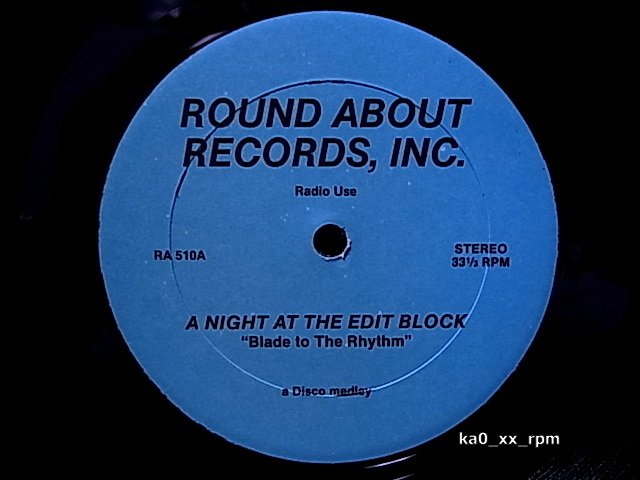 ROUND ABOUT
RECORDS, INC.
Radio Use
RA 510A
STEREO
33⅓ RPM
A NIGHT AT THE EDIT BLOCK
“Blade to The Rhythm”
a Disco medley
ka0_xx_rpm